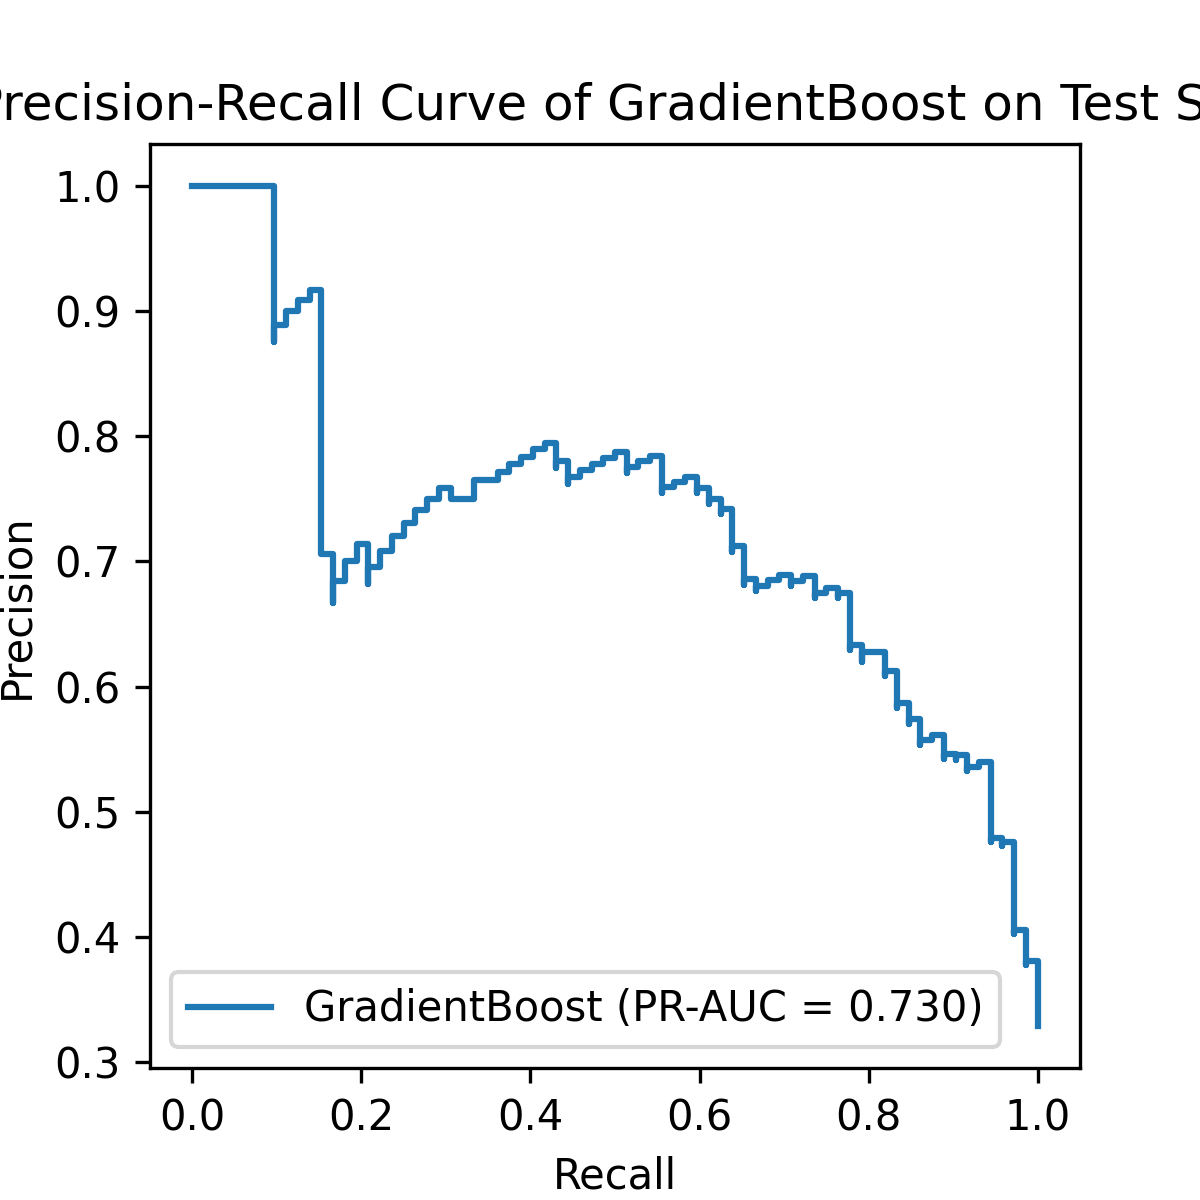 Precision-Recall Curve of GradientBoost on Test S
1.0
0.9
0.8
0.7
0.6
0.5
0.4
0.3
Precision
GradientBoost (PR-AUC = 0.730)
0.0 0.2 0.4 0.6 0.8 1.0
Recall